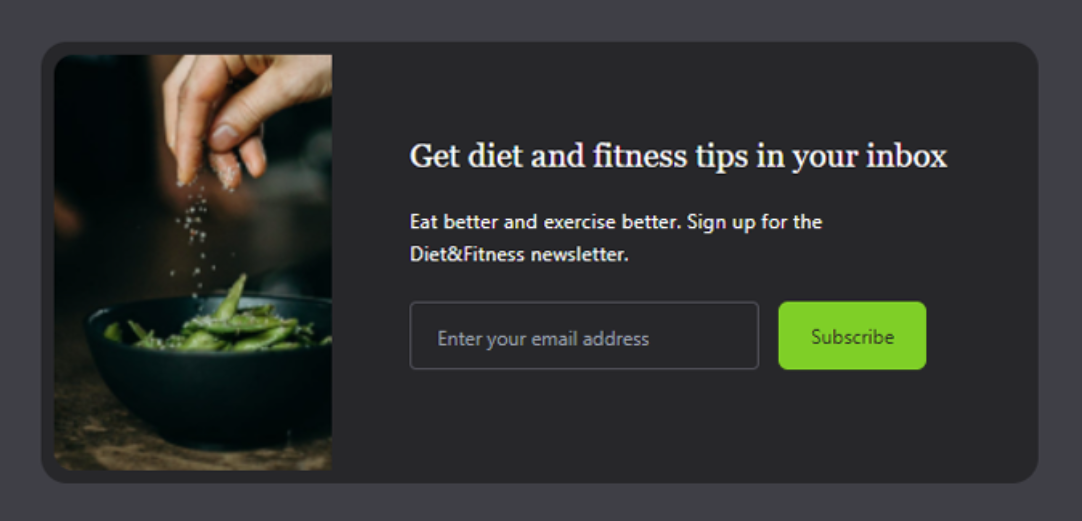 Get diet and fitness tips in your inbox
Eat better and exercise better. Sign up for the
Diet&Fitness newsletter.
Enter your email address
Subscribe